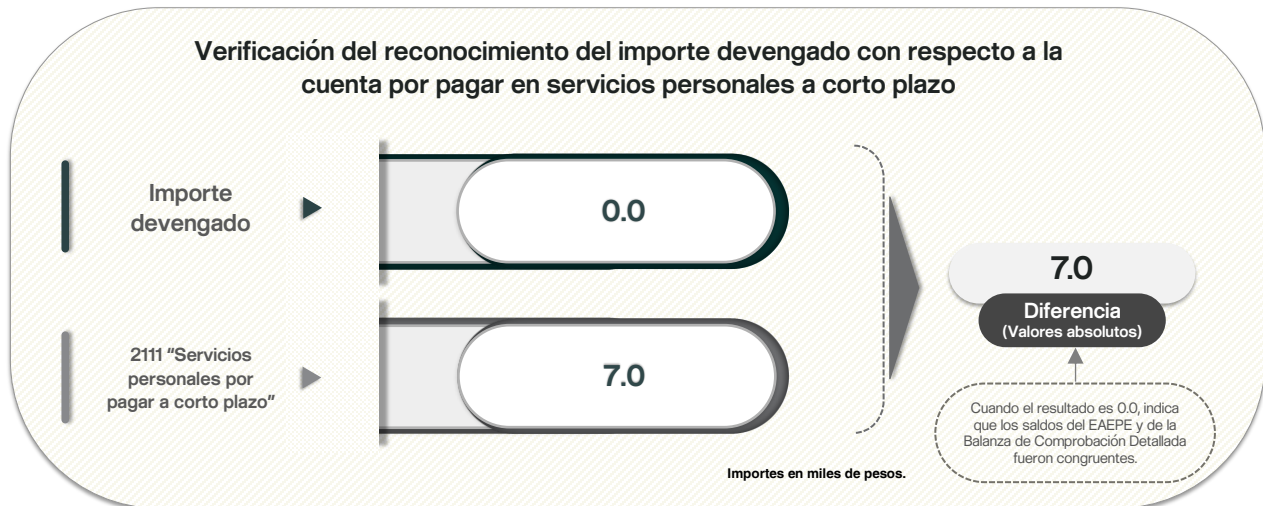 Verificación del reconocimiento del importe devengado con respecto a la
cuenta por pagar en servicios personales a corto plazo
Importe
devengado
0.0
2111 "Servicios
personales por
pagar a corto plazo"
7.0
7.0
Diferencia
(Valores absolutos)
Cuando el resultado es 0.0, indica
que los saldos del EAEPE y de la
Balanza de Comprobación Detallada
fueron congruentes.
Importes en miles de pesos.